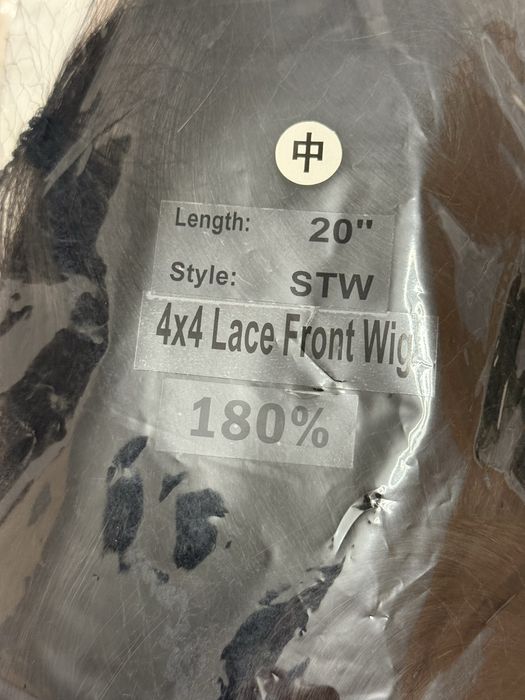 中
Length: 20"
Style: STW
4x4 Lace Front Wig
180%